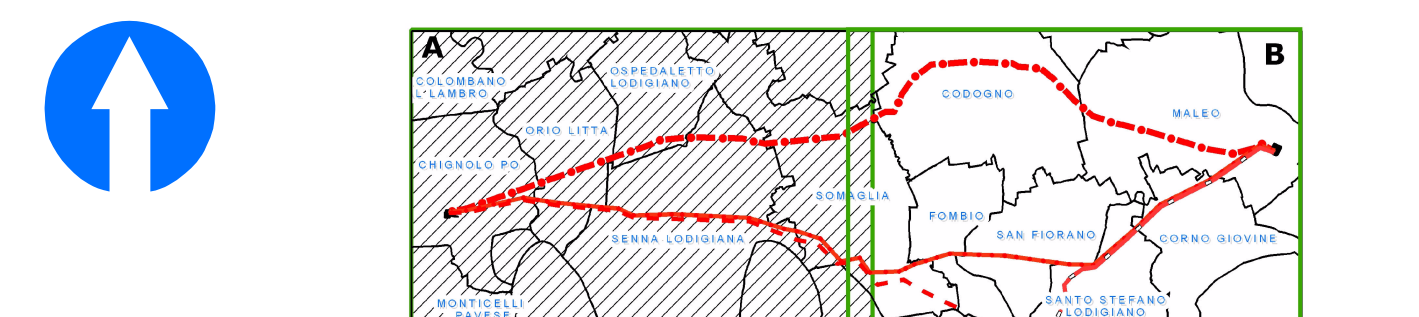 A
B
COLOMBANO
L'LAMBRO
OSPEDALETTO
LODIGIANO
CODOGNO
MALEO
ORIO LITTA
CHIGNOLO PO
SOMAGLIA
FOMBIO
SAN FIORANO
CORNO GIOVINE
SENNA LODIGIANA
MONTICELLI
PAVESE
SANTO STEFANO
LODIGIANO